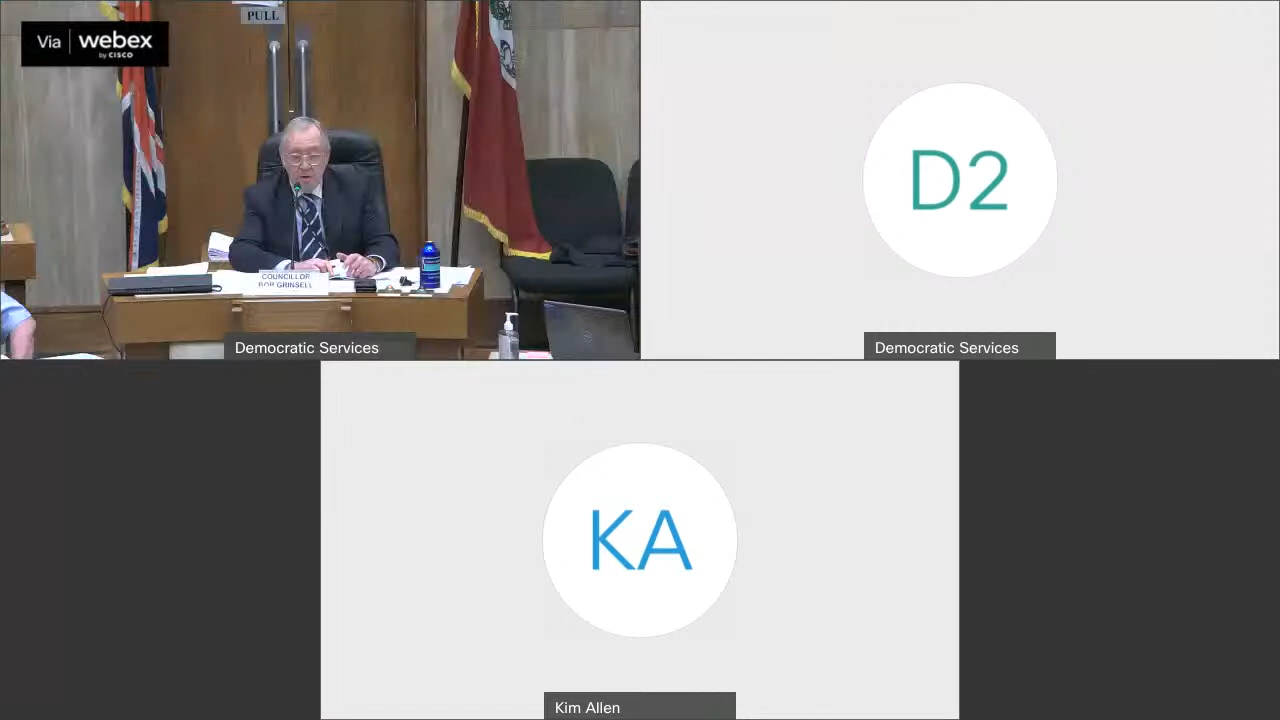 PULL
Via webex
by CISCO
COUNCILLOR
BOB GRINSELL
Democratic Services
D2
Democratic Services
KA
Kim Allen